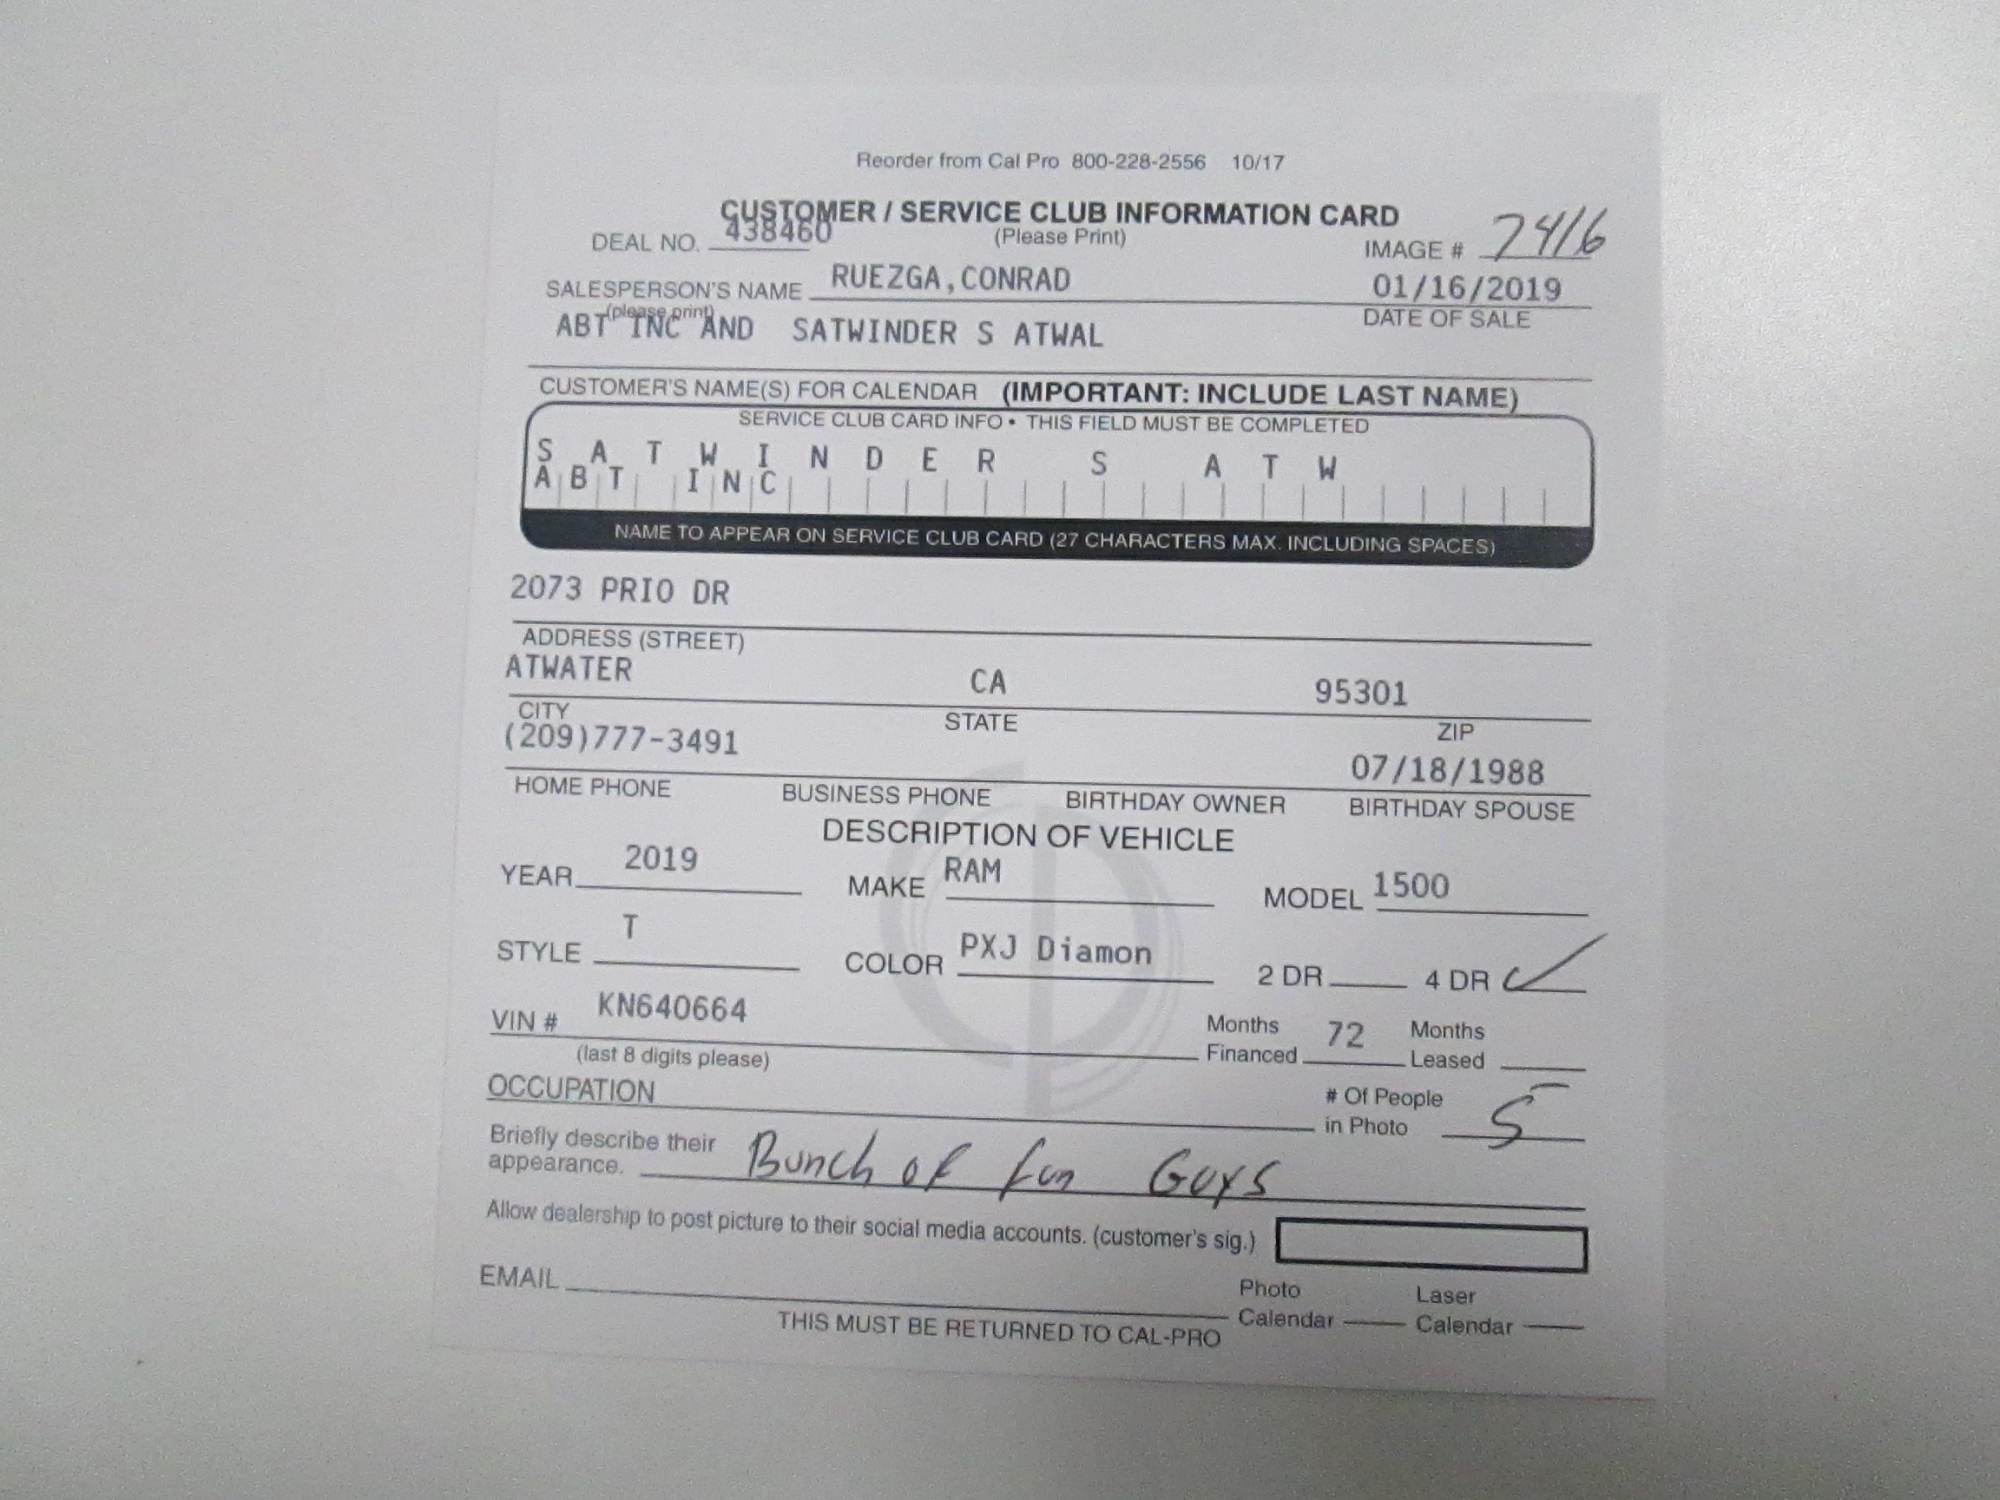 Reorder from Cal Pro 800-228-2556 10/17
CUSTOMER / SERVICE CLUB INFORMATION CARD
DEAL NO. 438460 (Please Print) IMAGE # 7416
SALESPERSON'S NAME RUEZGA,CONRAD 01/16/2019
(please print) DATE OF SALE
ABT INC AND SATWINDER S ATWAL
CUSTOMER'S NAME(S) FOR CALENDAR (IMPORTANT: INCLUDE LAST NAME)
SERVICE CLUB CARD INFO • THIS FIELD MUST BE COMPLETED
S A T W I N D E R S A T W
A B T I N C
NAME TO APPEAR ON SERVICE CLUB CARD (27 CHARACTERS MAX. INCLUDING SPACES)
2073 PRIO DR
ADDRESS (STREET)
ATWATER CA 95301
CITY STATE ZIP
(209)777-3491 07/18/1988
HOME PHONE BUSINESS PHONE BIRTHDAY OWNER BIRTHDAY SPOUSE
DESCRIPTION OF VEHICLE
YEAR 2019 MAKE RAM MODEL 1500
STYLE T COLOR PXJ Diamon 2 DR 4 DR ✓
VIN # KN640664 Months Financed 72 Months Leased
(last 8 digits please)
OCCUPATION # Of People in Photo 5
Briefly describe their appearance. Bunch of fun Guys
Allow dealership to post picture to their social media accounts. (customer's sig.)
EMAIL Photo Calendar Laser Calendar
THIS MUST BE RETURNED TO CAL-PRO